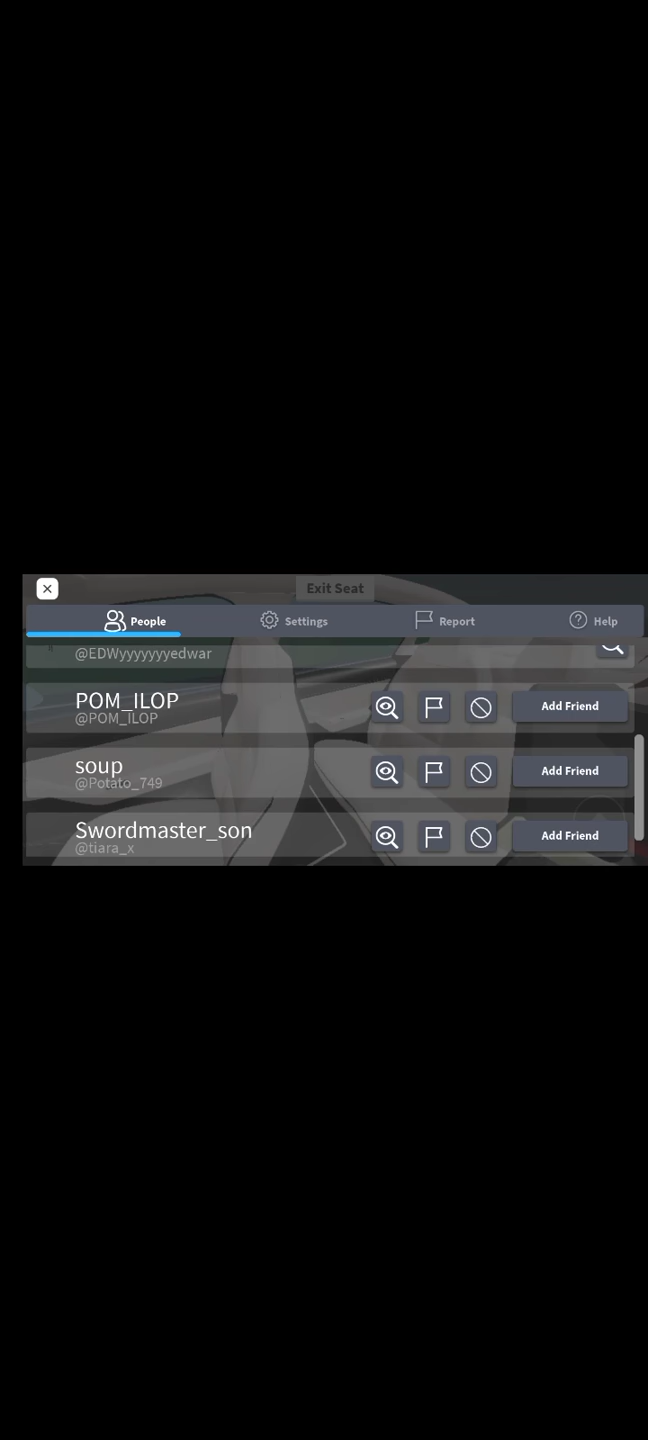 Exit Seat
People
Settings
Report
Help
@EDWyyyyyyyedwar
POM_ILOP
@POM_ILOP
Add Friend
soup
@Potato_749
Add Friend
Swordmaster_son
@tiara_x
Add Friend